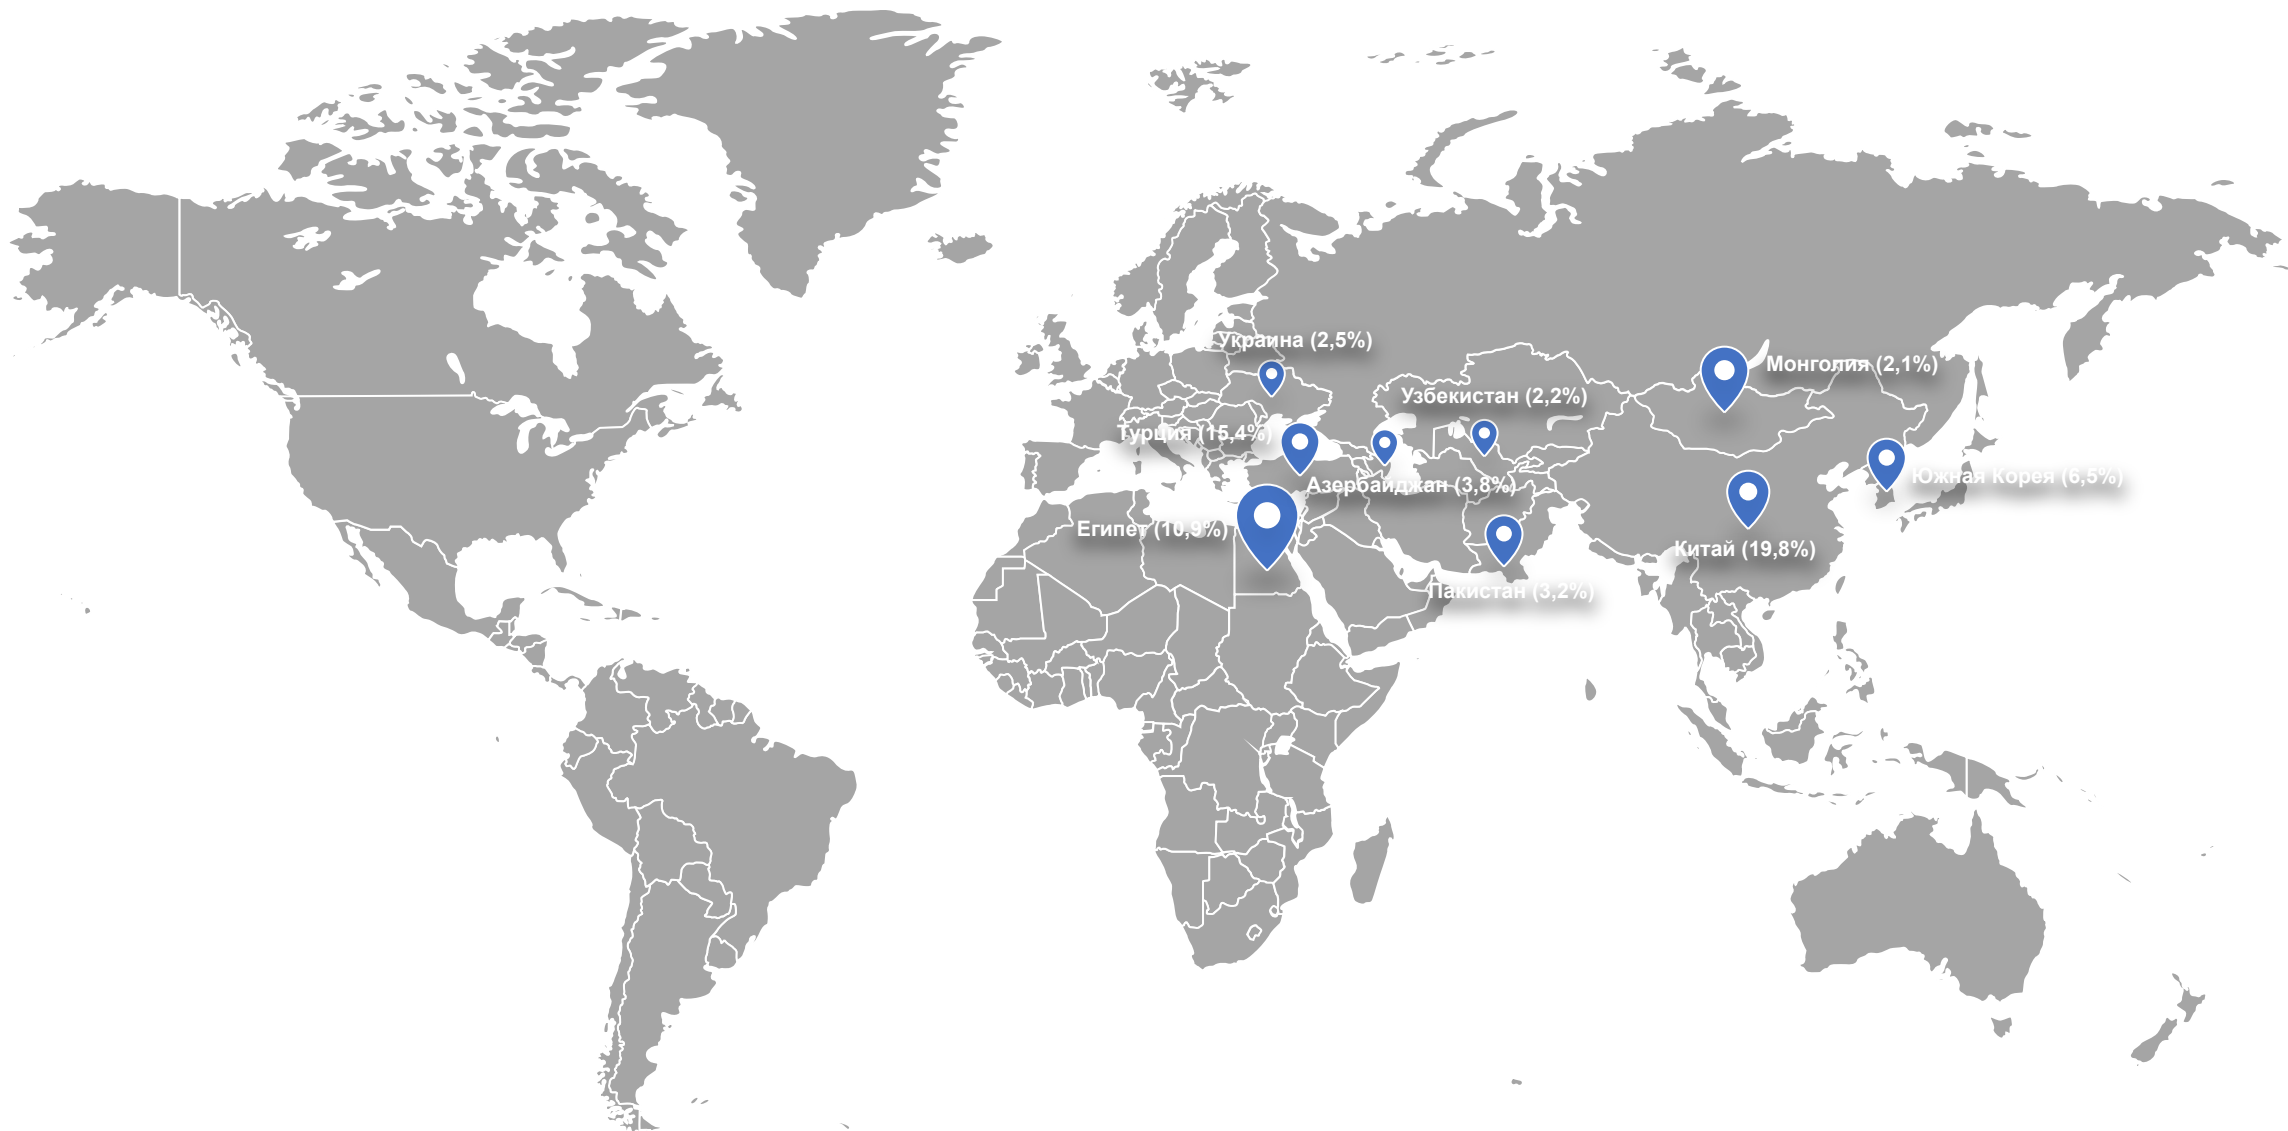 Украина (2,5%)
Монголия (2,1%)
Узбекистан (2,2%)
Турция (15,4%)
Южная Корея (6,5%)
Азербайджан (3,8%)
Египет (10,9%)
Китай (19,8%)
Пакистан (3,2%)